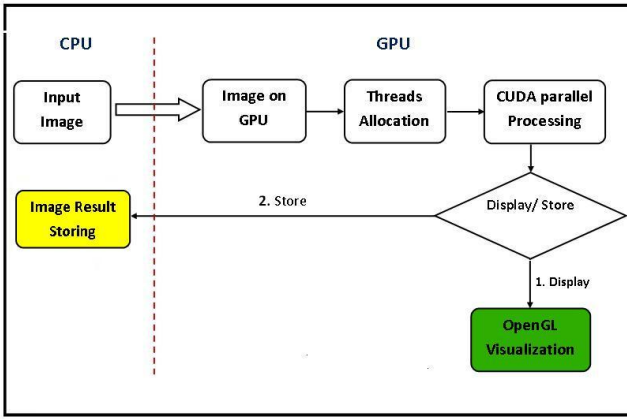 CPU
GPU
Input
Image
Image on
GPU
Threads
Allocation
CUDA parallel
Processing
Image Result
Storing
2. Store
Display/ Store
1. Display
OpenGL
Visualization